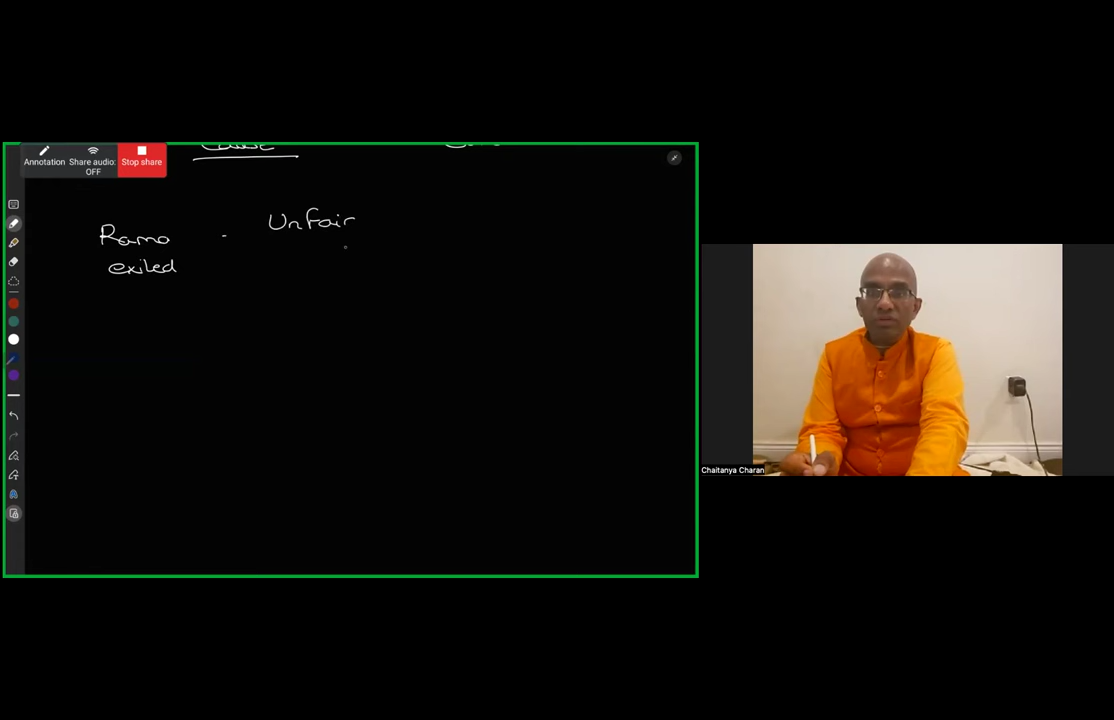 Annotation
Share audio:
OFF
Stop share
Unfair
Rama -
exiled
Chaitanya Charan